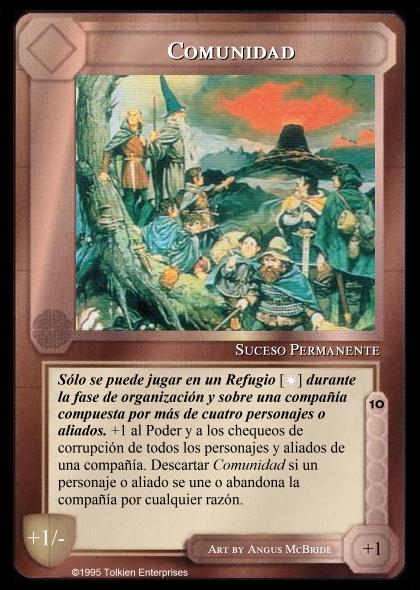 COMUNIDAD
SUCESO PERMANENTE
Sólo se puede jugar en un Refugio [☀] durante
la fase de organización y sobre una compañía
compuesta por más de cuatro personajes o
aliados. +1 al Poder y a los chequeos de
corrupción de todos los personajes y aliados
de una compañía. Descartar Comunidad si un
personaje o aliado se une o abandona la
compañía por cualquier razón.
10
+1/-
ART BY ANGUS MCBRIDE
+1
©1995 Tolkien Enterprises